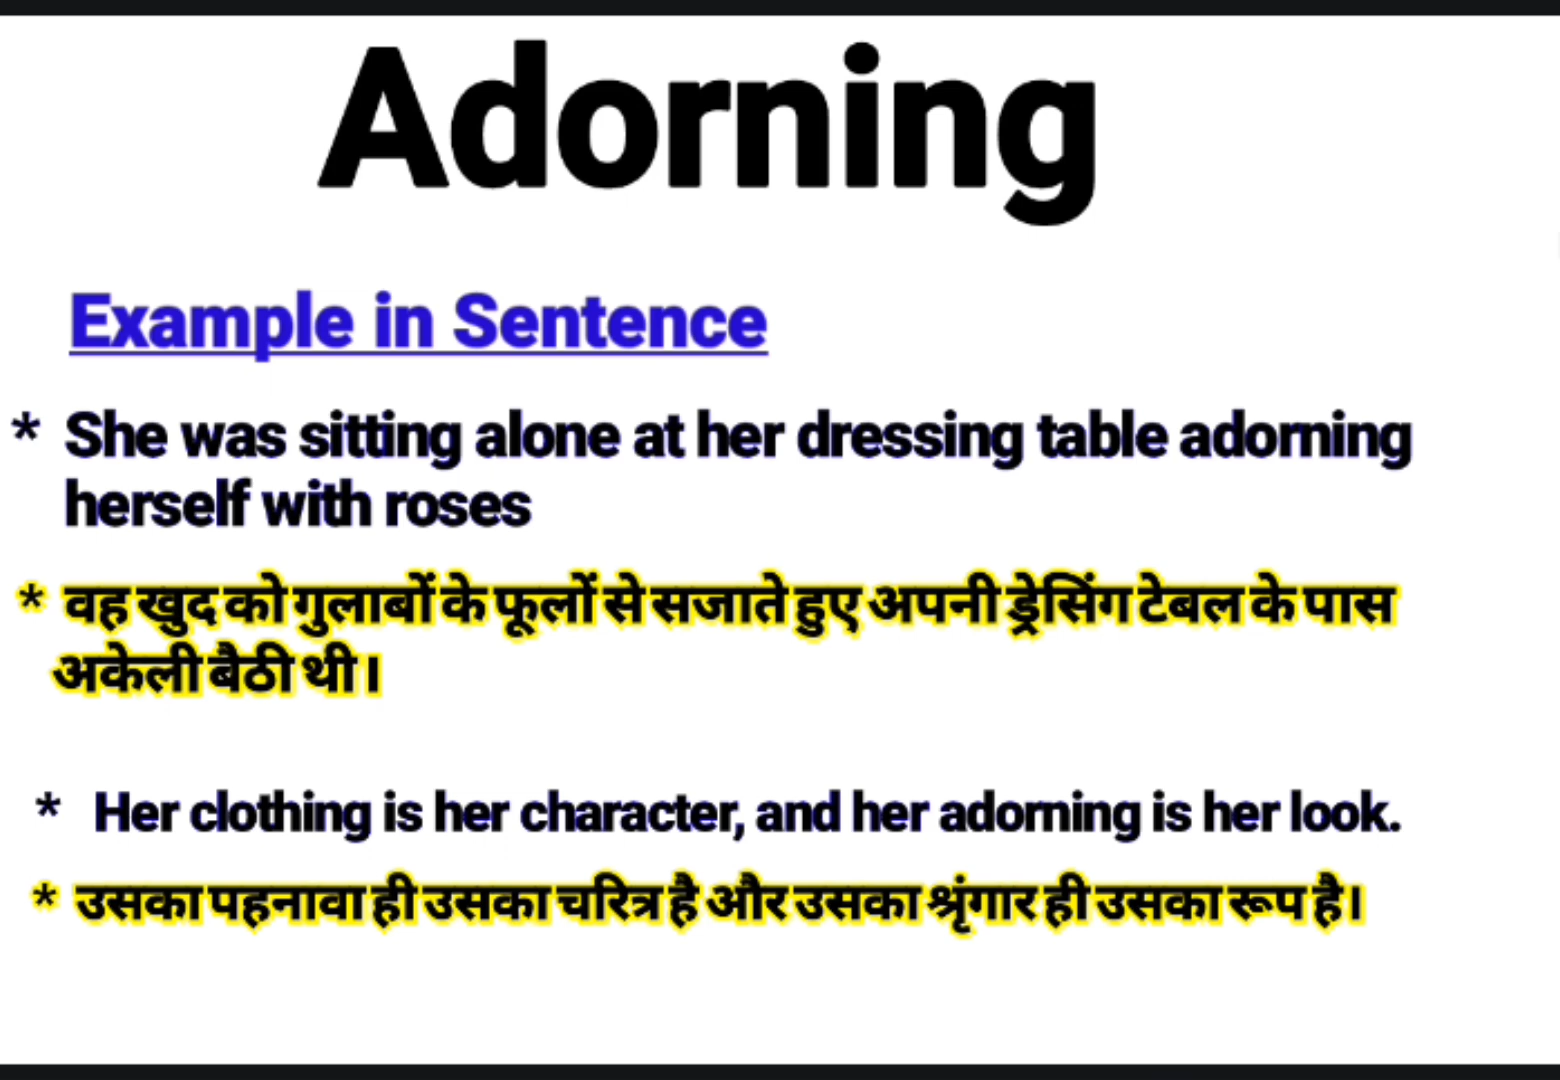 Adorning
Example in Sentence
* She was sitting alone at her dressing table adorning
herself with roses
* वह खुद को गुलाबों के फूलों से सजाते हुए अपनी ड्रेसिंग टेबल के पास
अकेली बैठी थी।
* Her clothing is her character, and her adorning is her look.
* उसका पहनावा ही उसका चरित्र है और उसका श्रृंगार ही उसका रूप है।